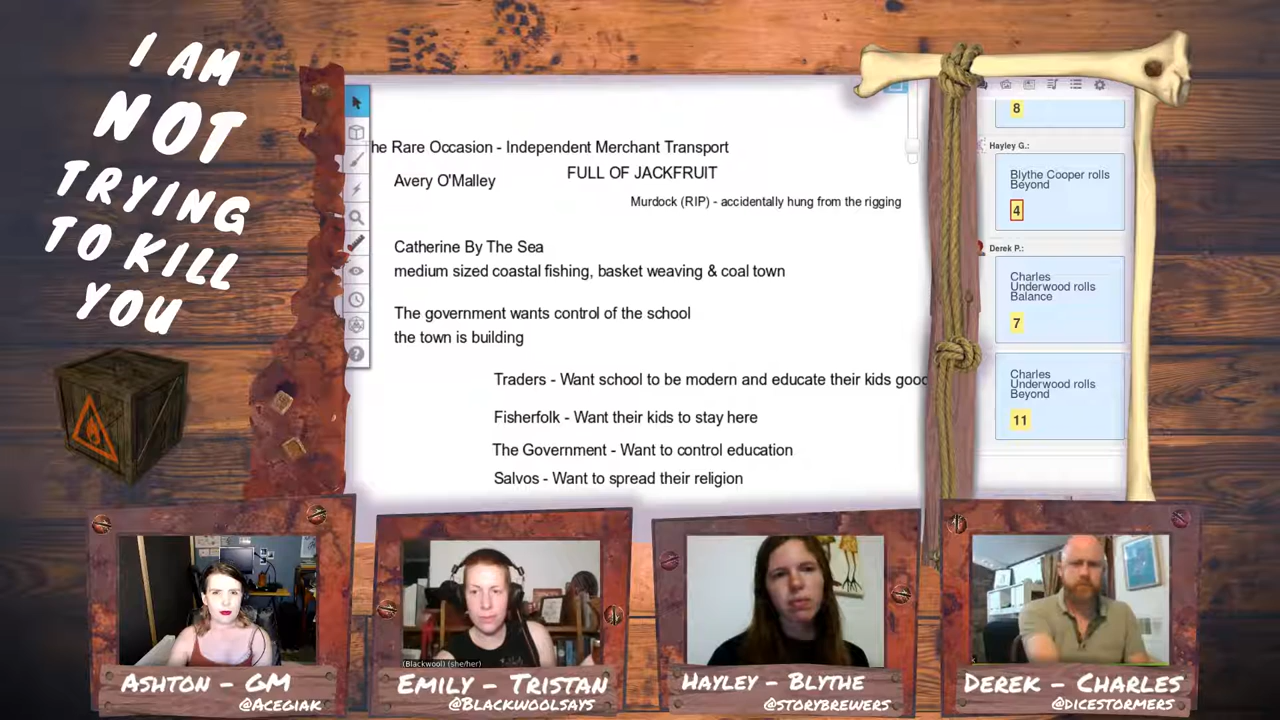 I AM
NOT
TRYING
TO KILL
YOU
he Rare Occasion - Independent Merchant Transport
FULL OF JACKFRUIT
Avery O'Malley
Murdock (RIP) - accidentally hung from the rigging
Catherine By The Sea
medium sized coastal fishing, basket weaving & coal town
The government wants control of the school
the town is building
Traders - Want school to be modern and educate their kids good
Fisherfolk - Want their kids to stay here
The Government - Want to control education
Salvos - Want to spread their religion
8
Hayley G.:
Blythe Cooper rolls
Beyond
4
Derek P.:
Charles
Underwood rolls
Balance
7
Charles
Underwood rolls
Beyond
11
(Blackwool) (she/her)
ASHTON - GM
@ACEGIAK
EMILY - TRISTAN
@BLACKWOOLSAYS
HAYLEY - BLYTHE
@STORYBREWERS
DEREK - CHARLES
@DICESTORMERS